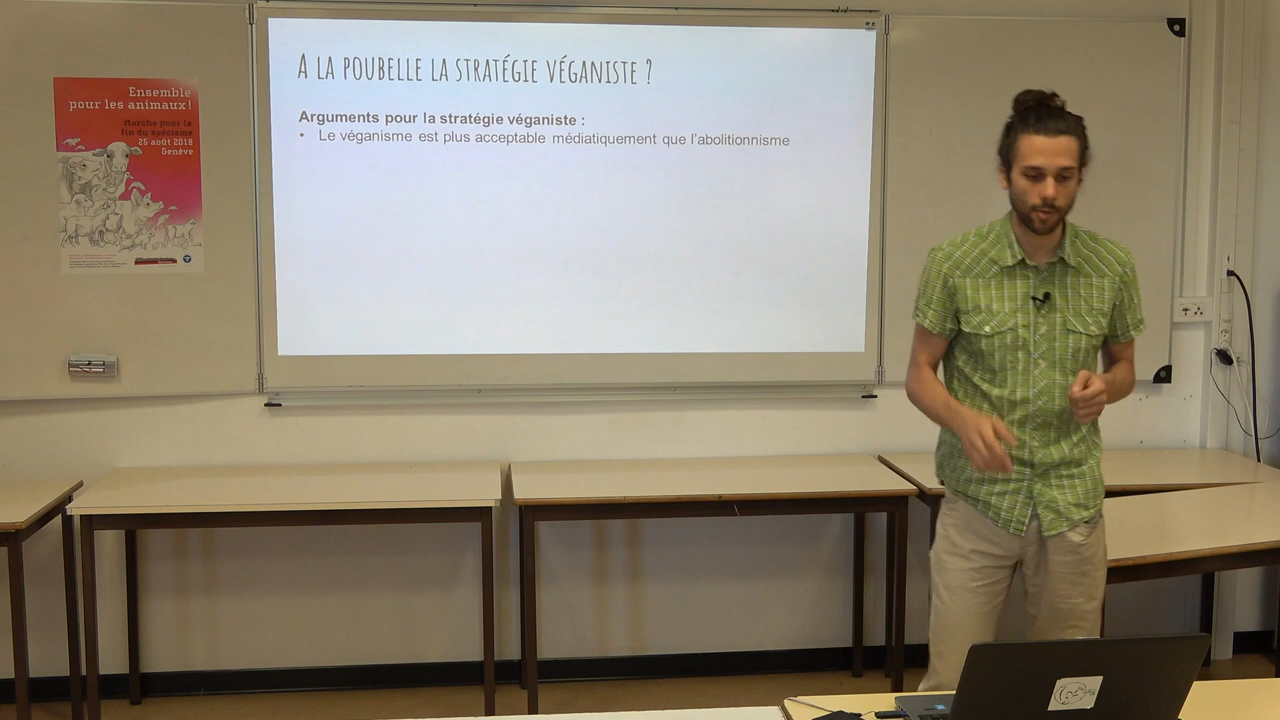 A LA POUBELLE LA STRATÉGIE VÉGANISTE ?
Arguments pour la stratégie véganiste :
• Le véganisme est plus acceptable médiatiquement que l'abolitionnisme
Ensemble
pour les animaux!
Marche pour la
fin du spécisme
25 août 2018
Genève